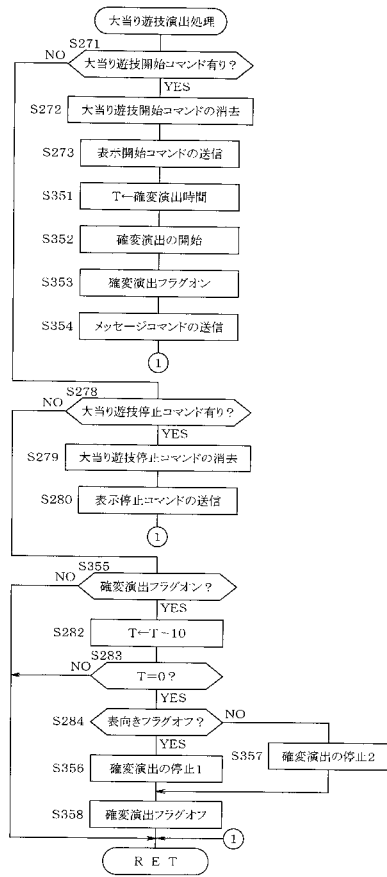 大当り遊技演出処理
S271
NO
大当り遊技開始コマンド有り？
YES
S272
大当り遊技開始コマンドの消去
S273
表示開始コマンドの送信
S351
T←確変演出時間
S352
確変演出の開始
S353
確変演出フラグオン
S354
メッセージコマンドの送信
1
S278
NO
大当り遊技停止コマンド有り？
YES
S279
大当り遊技停止コマンドの消去
S280
表示停止コマンドの送信
1
S355
NO
確変演出フラグオン？
YES
S282
T←T－10
S283
NO
T＝0？
YES
S284
表向きフラグオフ？
NO
YES
S356
確変演出の停止1
S357
確変演出の停止2
S358
確変演出フラグオフ
1
RET